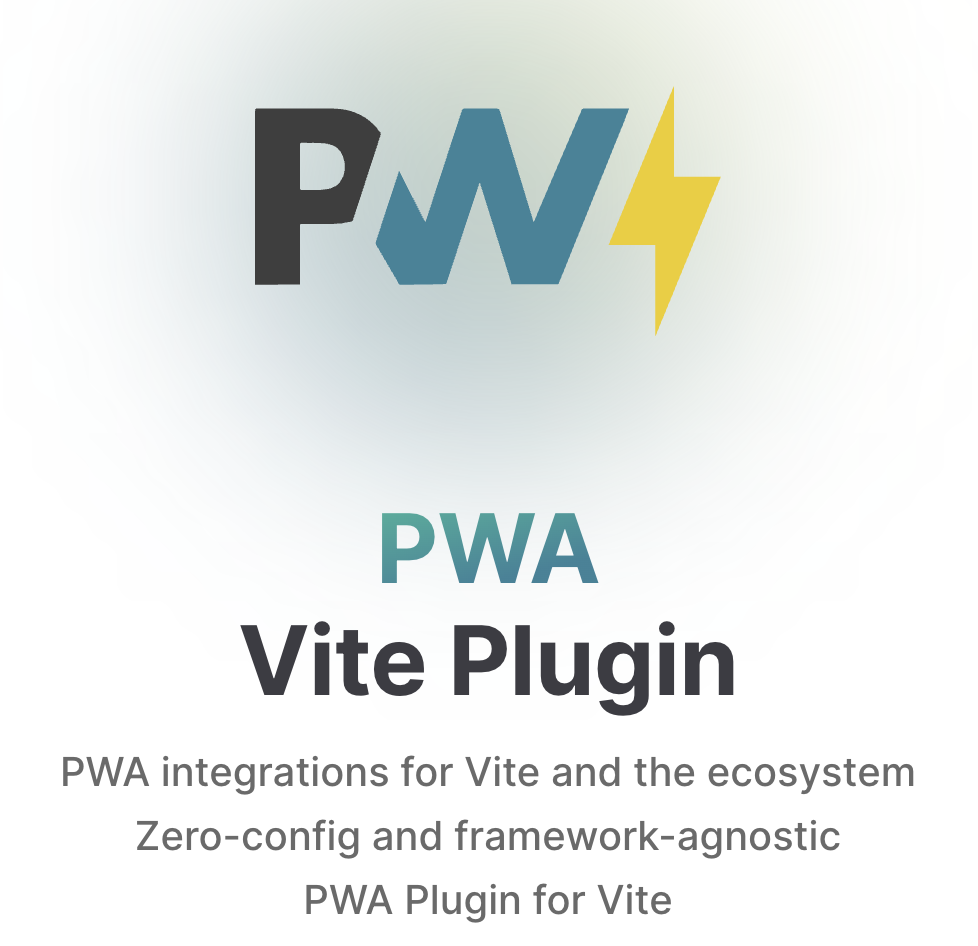 PW
PWA
Vite Plugin
PWA integrations for Vite and the ecosystem
Zero-config and framework-agnostic
PWA Plugin for Vite